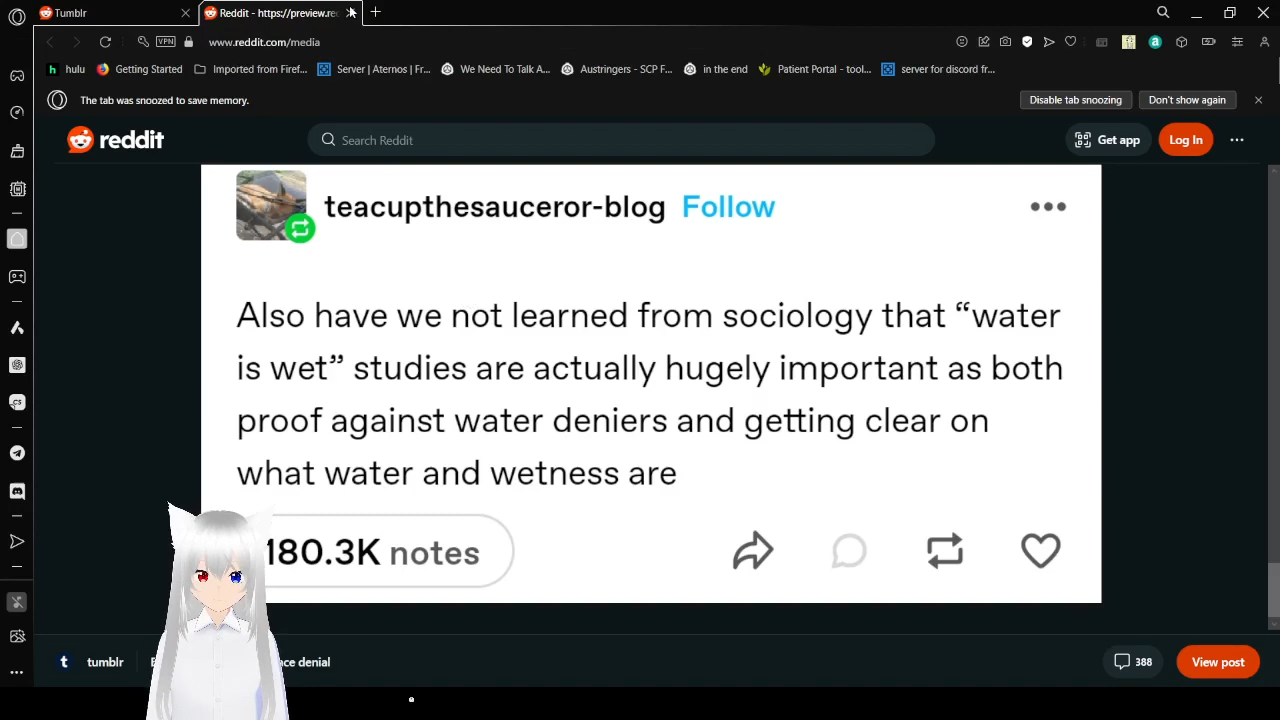 Tumblr
Reddit - https://preview.re
VPN
www.reddit.com/media
hulu
Getting Started
Imported from Firef...
Server | Aternos | Fr...
We Need To Talk A...
Austringers - SCP F...
in the end
Patient Portal - tool...
server for discord fr...
The tab was snoozed to save memory.
Disable tab snoozing
Don't show again
reddit
Search Reddit
Get app
Log In
teacupthesauceror-blog Follow
Also have we not learned from sociology that “water
is wet” studies are actually hugely important as both
proof against water deniers and getting clear on
what water and wetness are
180.3K notes
tumblr
denial
388
View post